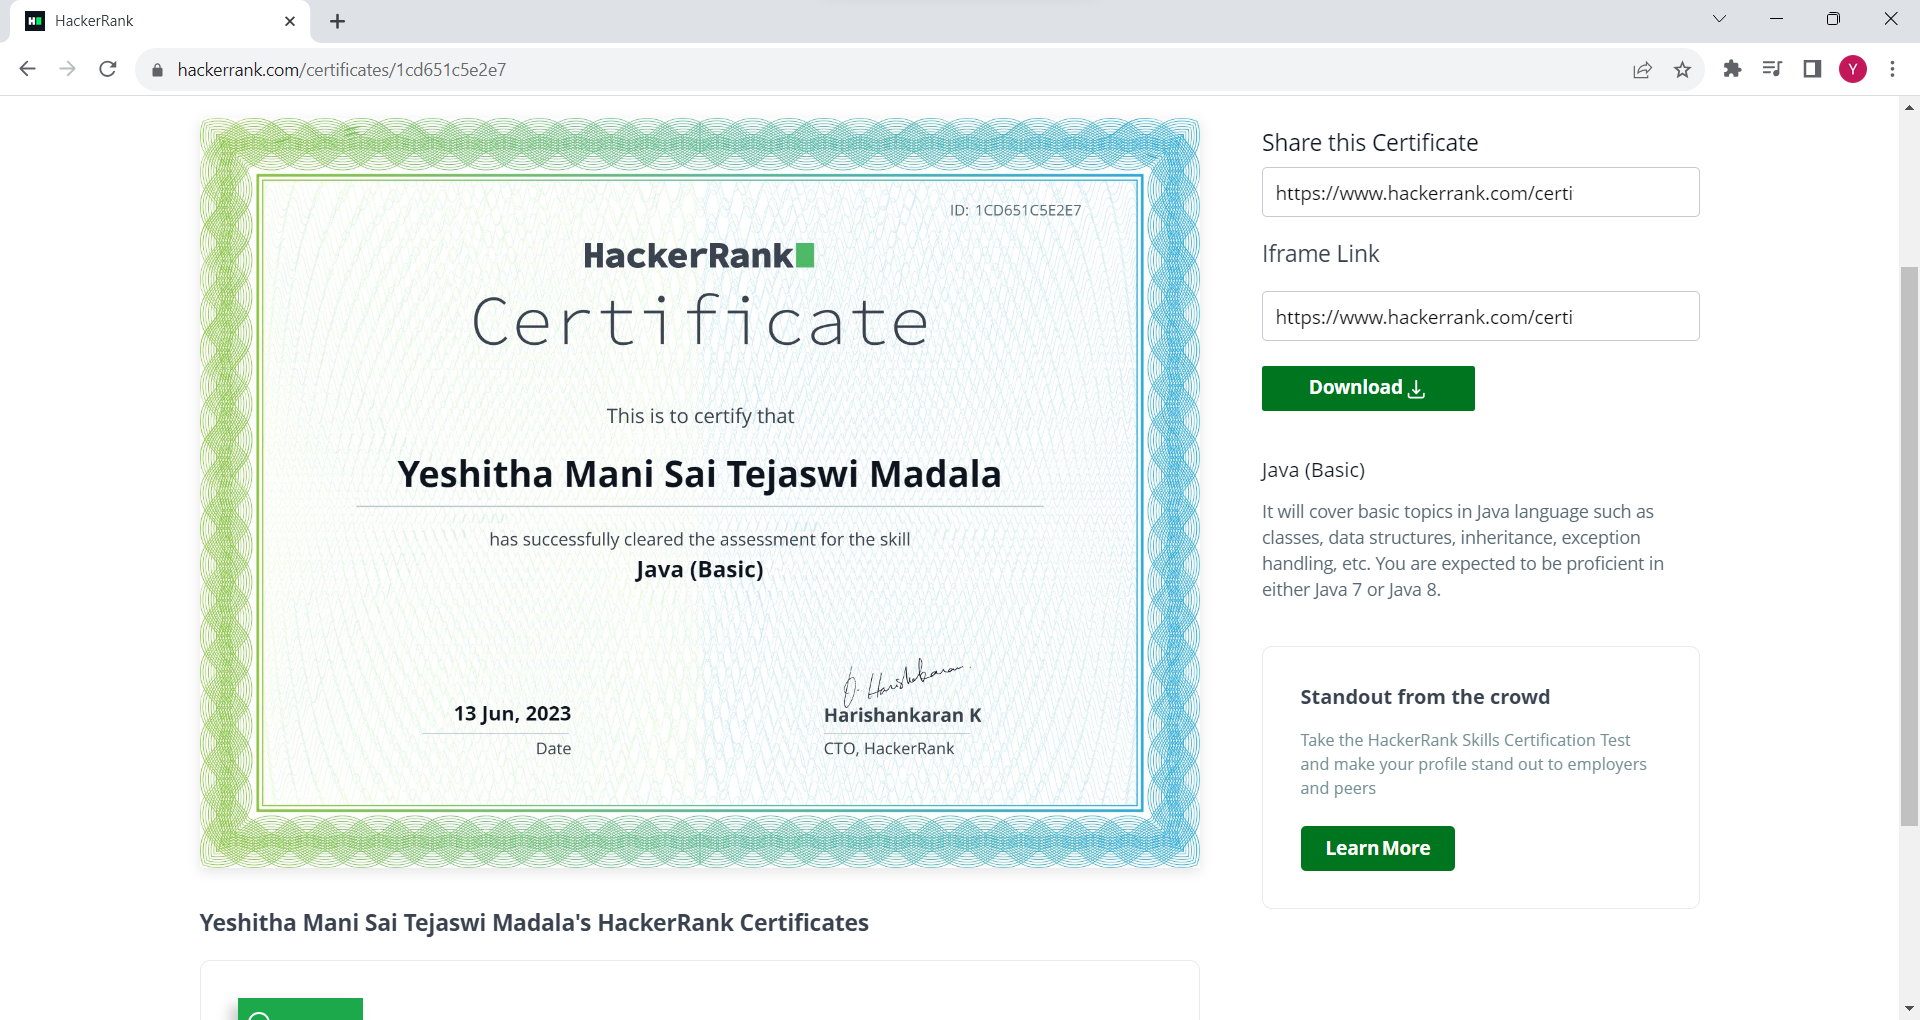 HackerRank
hackerrank.com/certificates/1cd651c5e2e7
Y
ID: 1CD651C5E2E7
HackerRank
Certificate
This is to certify that
Yeshitha Mani Sai Tejaswi Madala
has successfully cleared the assessment for the skill
Java (Basic)
13 Jun, 2023
Date
Harishankaran K
CTO, HackerRank
Yeshitha Mani Sai Tejaswi Madala's HackerRank Certificates
Share this Certificate
https://www.hackerrank.com/certi
Iframe Link
https://www.hackerrank.com/certi
Download
Java (Basic)
It will cover basic topics in Java language such as
classes, data structures, inheritance, exception
handling, etc. You are expected to be proficient in
either Java 7 or Java 8.
Standout from the crowd
Take the HackerRank Skills Certification Test
and make your profile stand out to employers
and peers
Learn More